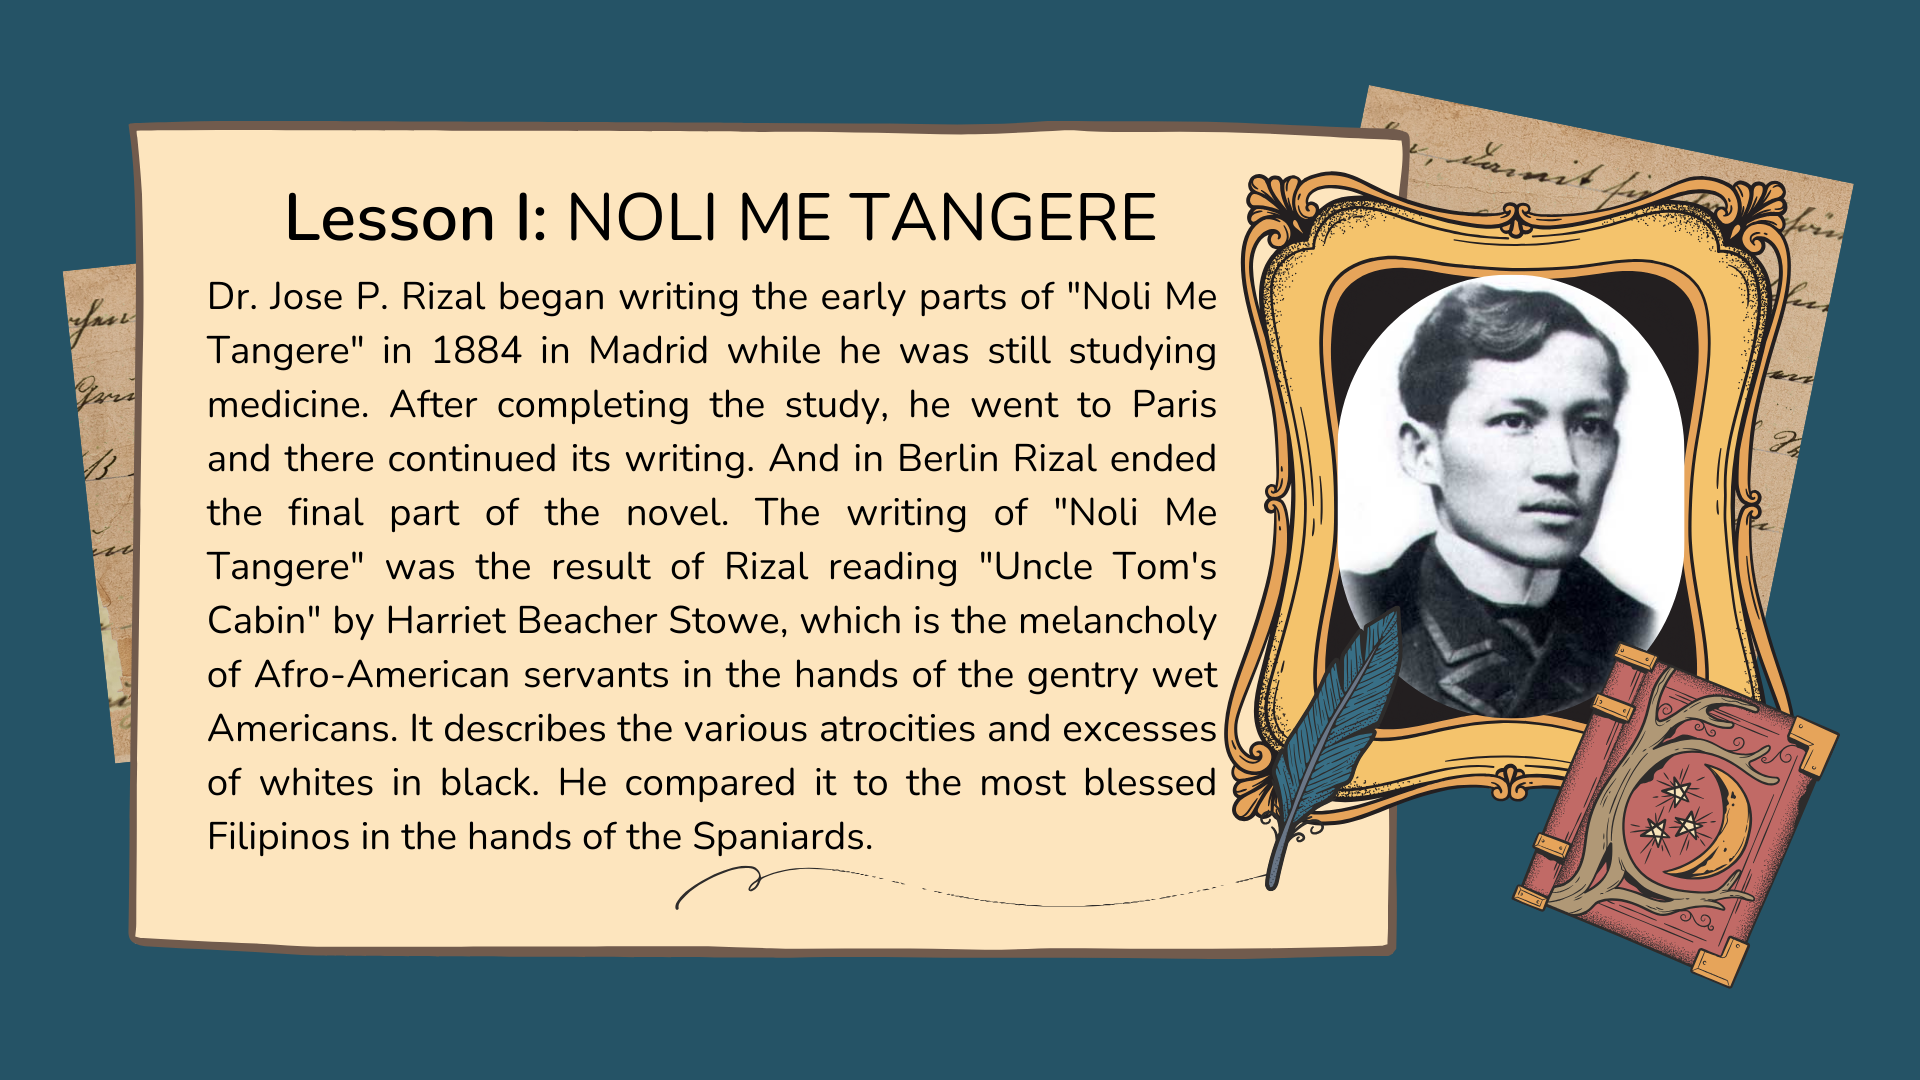 Lesson I: NOLI ME TANGERE
Dr. Jose P. Rizal began writing the early parts of "Noli Me
Tangere" in 1884 in Madrid while he was still studying
medicine. After completing the study, he went to Paris
and there continued its writing. And in Berlin Rizal ended
the final part of the novel. The writing of "Noli Me
Tangere" was the result of Rizal reading "Uncle Tom's
Cabin" by Harriet Beacher Stowe, which is the melancholy
of Afro-American servants in the hands of the gentry wet
Americans. It describes the various atrocities and excesses
of whites in black. He compared it to the most blessed
Filipinos in the hands of the Spaniards.
damit